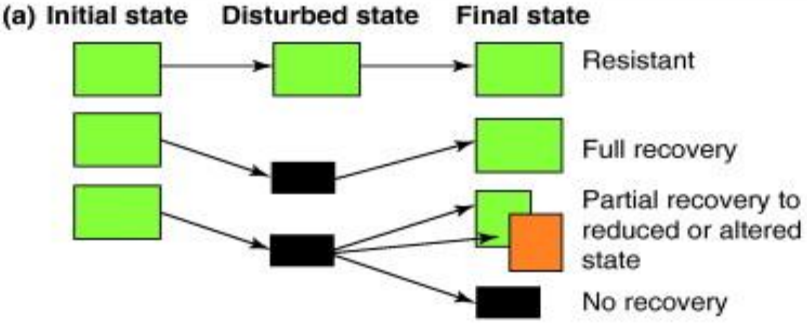 (a) Initial state Disturbed state Final state
Resistant
Full recovery
Partial recovery to
reduced or altered
state
No recovery